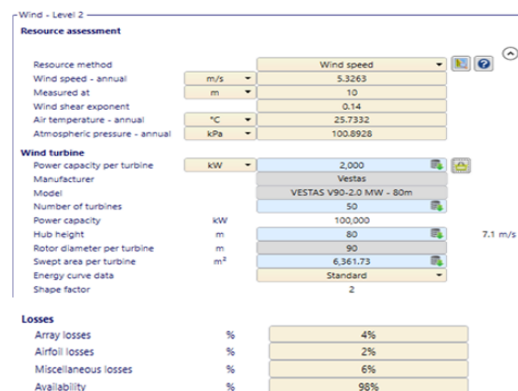 Wind - Level 2
Resource assessment
Resource method Wind speed
Wind speed - annual m/s 5.3263
Measured at m 10
Wind shear exponent 0.14
Air temperature - annual °C 25.7332
Atmospheric pressure - annual kPa 100.8928
Wind turbine
Power capacity per turbine kW 2,000
Manufacturer Vestas
Model VESTAS V90-2.0 MW - 80m
Number of turbines 50
Power capacity kW 100,000
Hub height m 80 7.1 m/s
Rotor diameter per turbine m 90
Swept area per turbine m² 6,361.73
Energy curve data Standard
Shape factor 2
Losses
Array losses % 4%
Airfoil losses % 2%
Miscellaneous losses % 6%
Availability % 98%